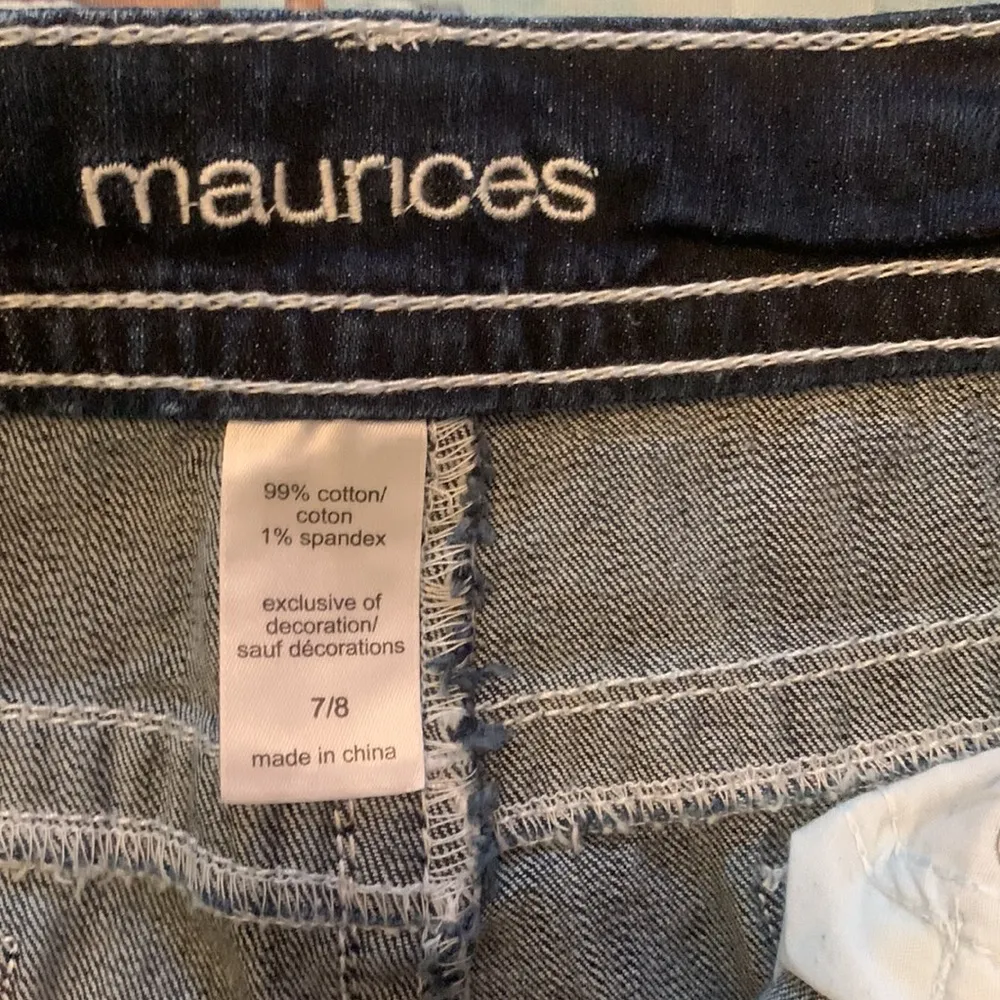 maurices
99% cotton/
coton
1% spandex
exclusive of
decoration/
sauf décorations
7/8
made in china